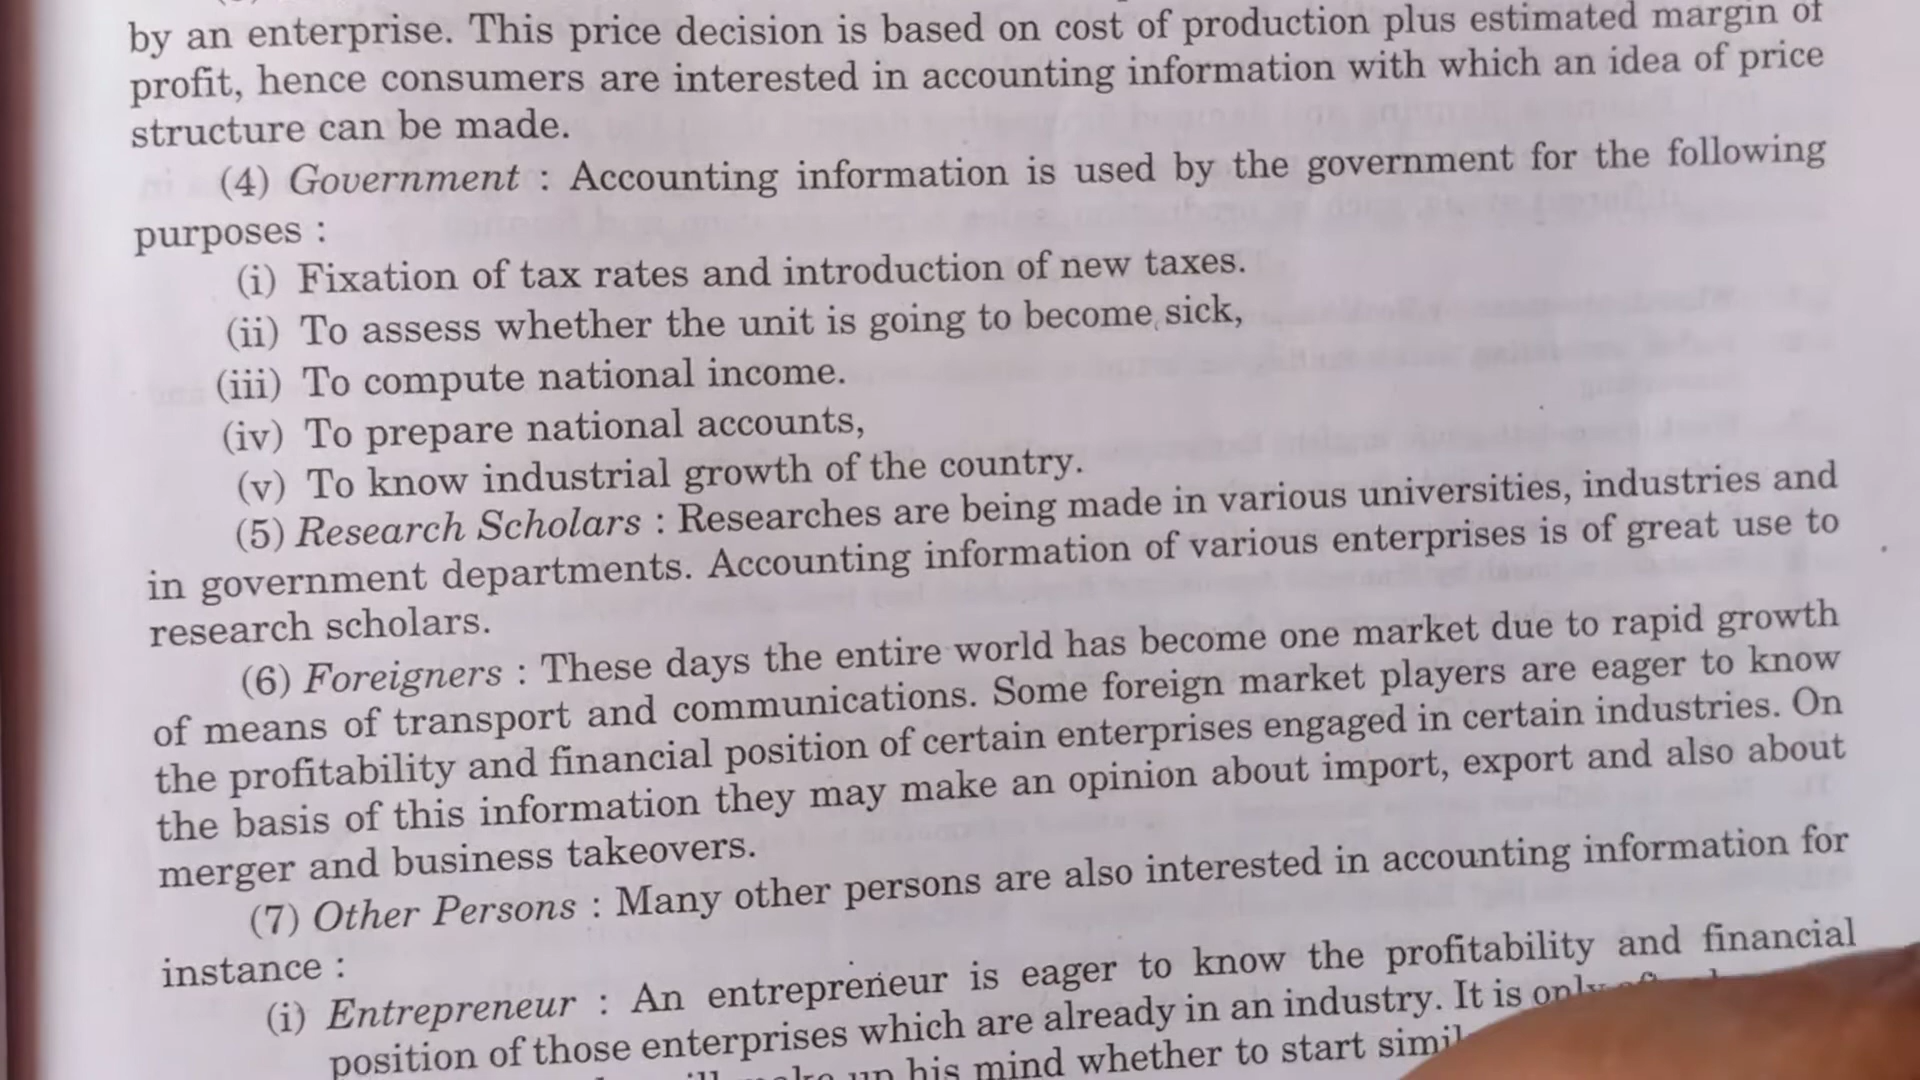 by an enterprise. This price decision is based on cost of production plus estimated margin of
profit, hence consumers are interested in accounting information with which an idea of price
structure can be made.
(4) Government : Accounting information is used by the government for the following
purposes :
(i) Fixation of tax rates and introduction of new taxes.
(ii) To assess whether the unit is going to become sick,
(iii) To compute national income.
(iv) To prepare national accounts,
(v) To know industrial growth of the country.
(5) Research Scholars : Researches are being made in various universities, industries and
in government departments. Accounting information of various enterprises is of great use to
research scholars.
(6) Foreigners : These days the entire world has become one market due to rapid growth
of means of transport and communications. Some foreign market players are eager to know
the profitability and financial position of certain enterprises engaged in certain industries. On
the basis of this information they may make an opinion about import, export and also about
merger and business takeovers.
(7) Other Persons : Many other persons are also interested in accounting information for
instance :
(i) Entrepreneur : An entrepreneur is eager to know the profitability and financial
position of those enterprises which are already in an industry. It is only
up his mind whether to start